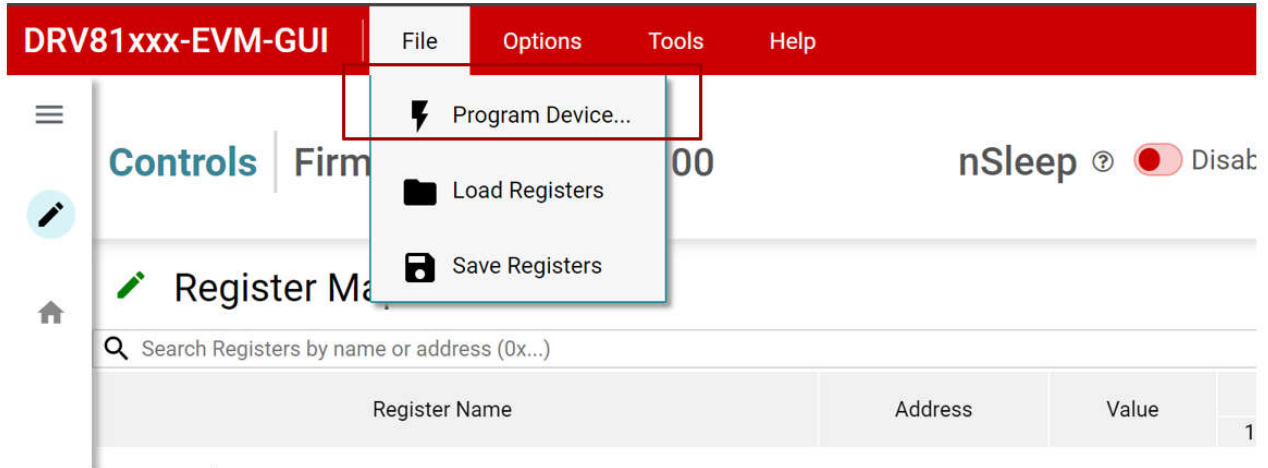 DRV81xxx-EVM-GUI File Options Tools Help
Program Device...
Controls Firm 00 nSleep Disab
Load Registers
Save Registers
Register Ma
Search Registers by name or address (0x...)
Register Name Address Value
1